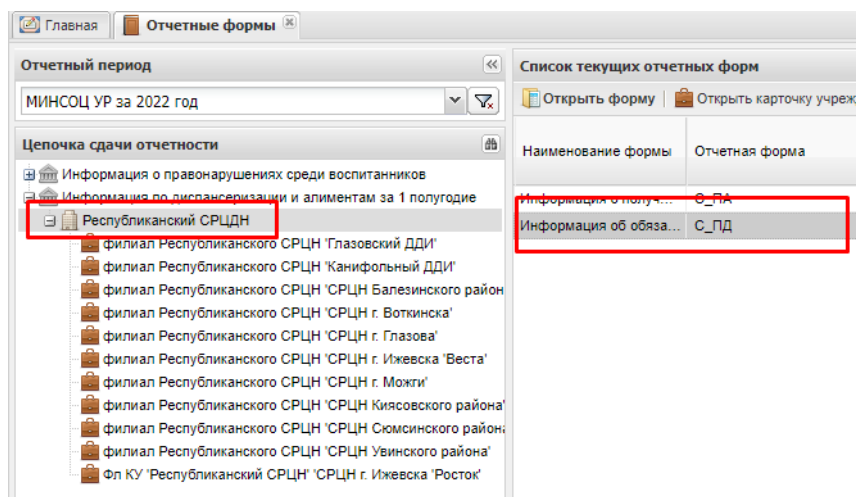 Главная Отчетные формы
Отчетный период
МИНСОЦ УР за 2022 год
Цепочка сдачи отчетности
Информация о правонарушениях среди воспитанников
Информация по диспансеризации и алиментам за 1 полугодие
Республиканский СРЦДН
филиал Республиканского СРЦН 'Глазовский ДДИ'
филиал Республиканского СРЦН 'Канифольный ДДИ'
филиал Республиканского СРЦН 'СРЦН Балезинского район
филиал Республиканского СРЦН 'СРЦН г. Воткинска'
филиал Республиканского СРЦН 'СРЦН г. Глазова'
филиал Республиканского СРЦН 'СРЦН г. Ижевска 'Веста'
филиал Республиканского СРЦН 'СРЦН г. Можги'
филиал Республиканского СРЦН 'СРЦН Киясовского района'
филиал Республиканского СРЦН 'СРЦН Сюмсинского район
филиал Республиканского СРЦН 'СРЦН Увинского района'
Фл КУ 'Республиканский СРЦН' 'СРЦН г. Ижевска 'Росток'
Список текущих отчетных форм
Открыть форму Открыть карточку учреж
Наименование формы Отчетная форма
Информация о получ... С_ПА
Информация об обяза... С_ПД